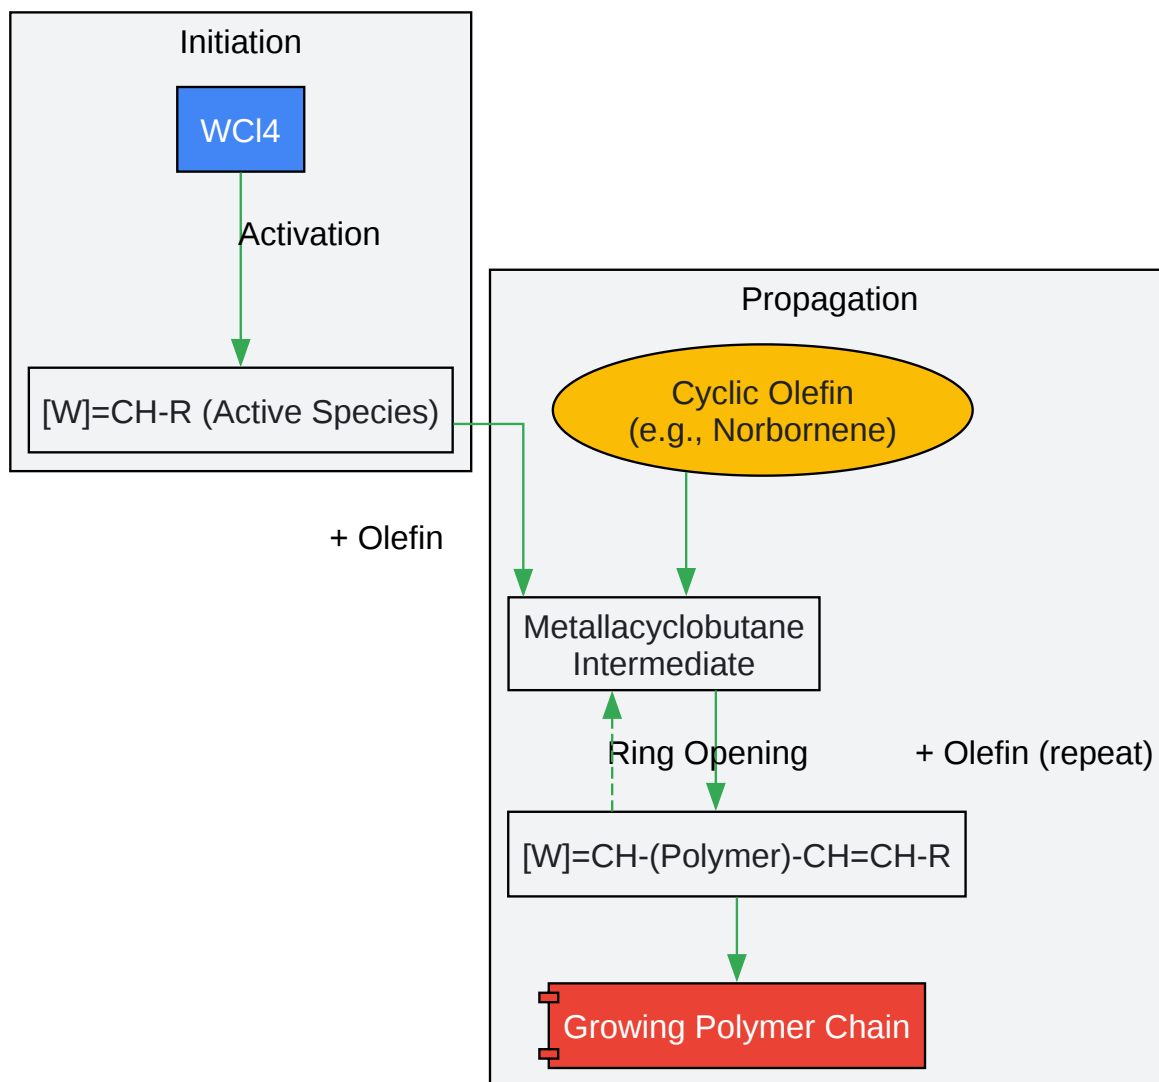 Initiation
WCl4
Activation
[W]=CH-R (Active Species)
+ Olefin
Propagation
Cyclic Olefin
(e.g., Norbornene)
Metallacyclobutane
Intermediate
Ring Opening
+ Olefin (repeat)
[W]=CH-(Polymer)-CH=CH-R
Growing Polymer Chain